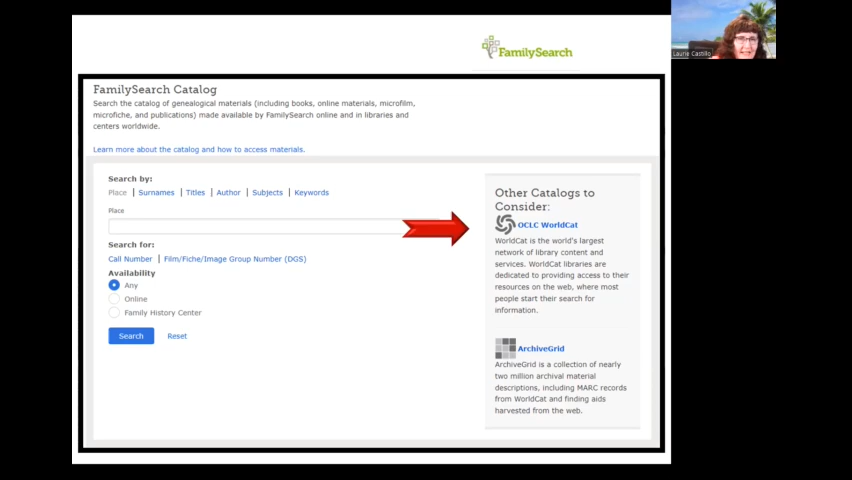 FamilySearch
Laurie Castillo
FamilySearch Catalog
Search the catalog of genealogical materials (including books, online materials, microfilm,
microfiche, and publications) made available by FamilySearch online and in libraries and
centers worldwide.
Learn more about the catalog and how to access materials.
Search by:
Place | Surnames | Titles | Author | Subjects | Keywords
Place
Search for:
Call Number | Film/Fiche/Image Group Number (DGS)
Availability
Any
Online
Family History Center
Search Reset
Other Catalogs to
Consider:
OCLC WorldCat
WorldCat is the world's largest
network of library content and
services. WorldCat libraries are
dedicated to providing access to their
resources on the web, where most
people start their search for
information.
ArchiveGrid
ArchiveGrid is a collection of nearly
two million archival material
descriptions, including MARC records
from WorldCat and finding aids
harvested from the web.